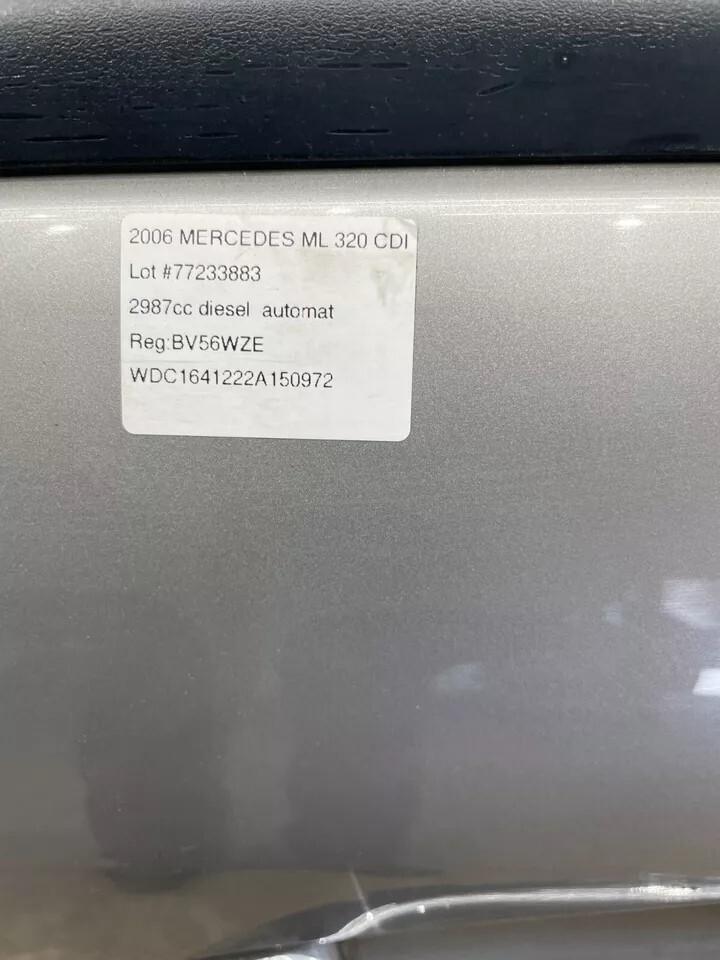 2006 MERCEDES ML 320 CDI
Lot #77233883
2987cc diesel automat
Reg:BV56WZE
WDC1641222A150972